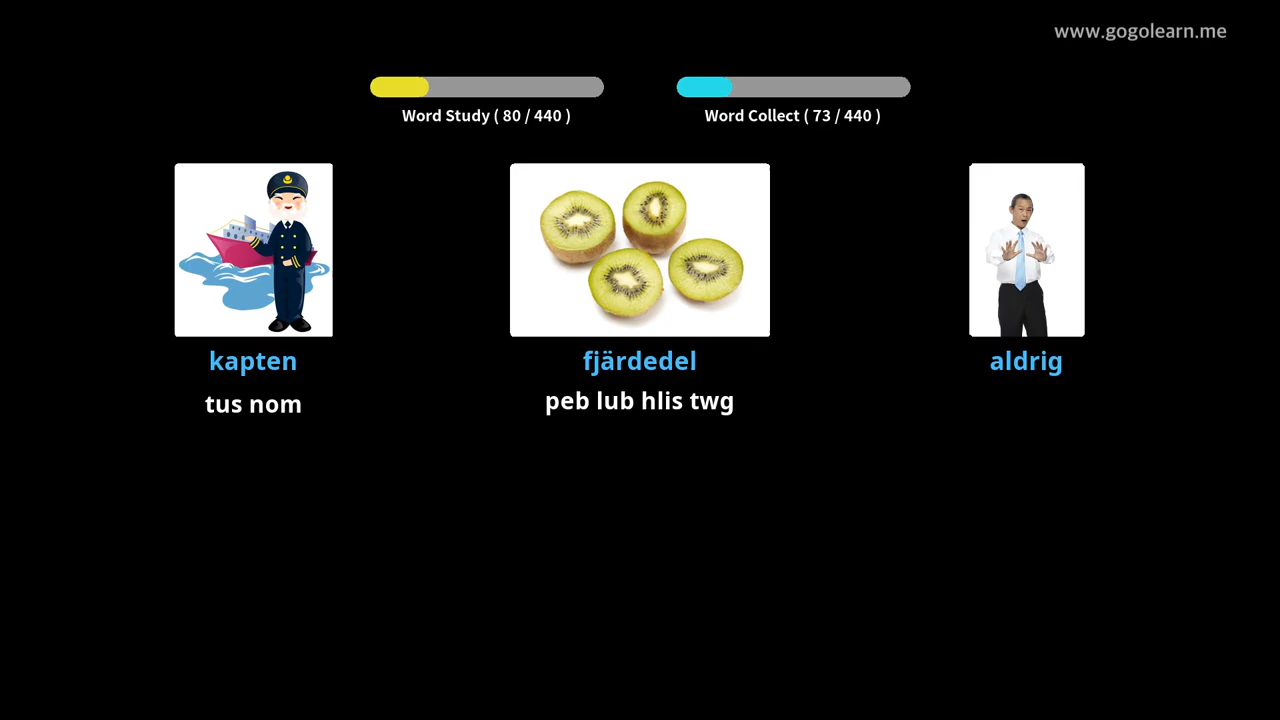 www.gogolearn.me
Word Study ( 80 / 440 )
Word Collect ( 73 / 440 )
kapten
fjärdedel
aldrig
tus nom
peb lub hlis twg